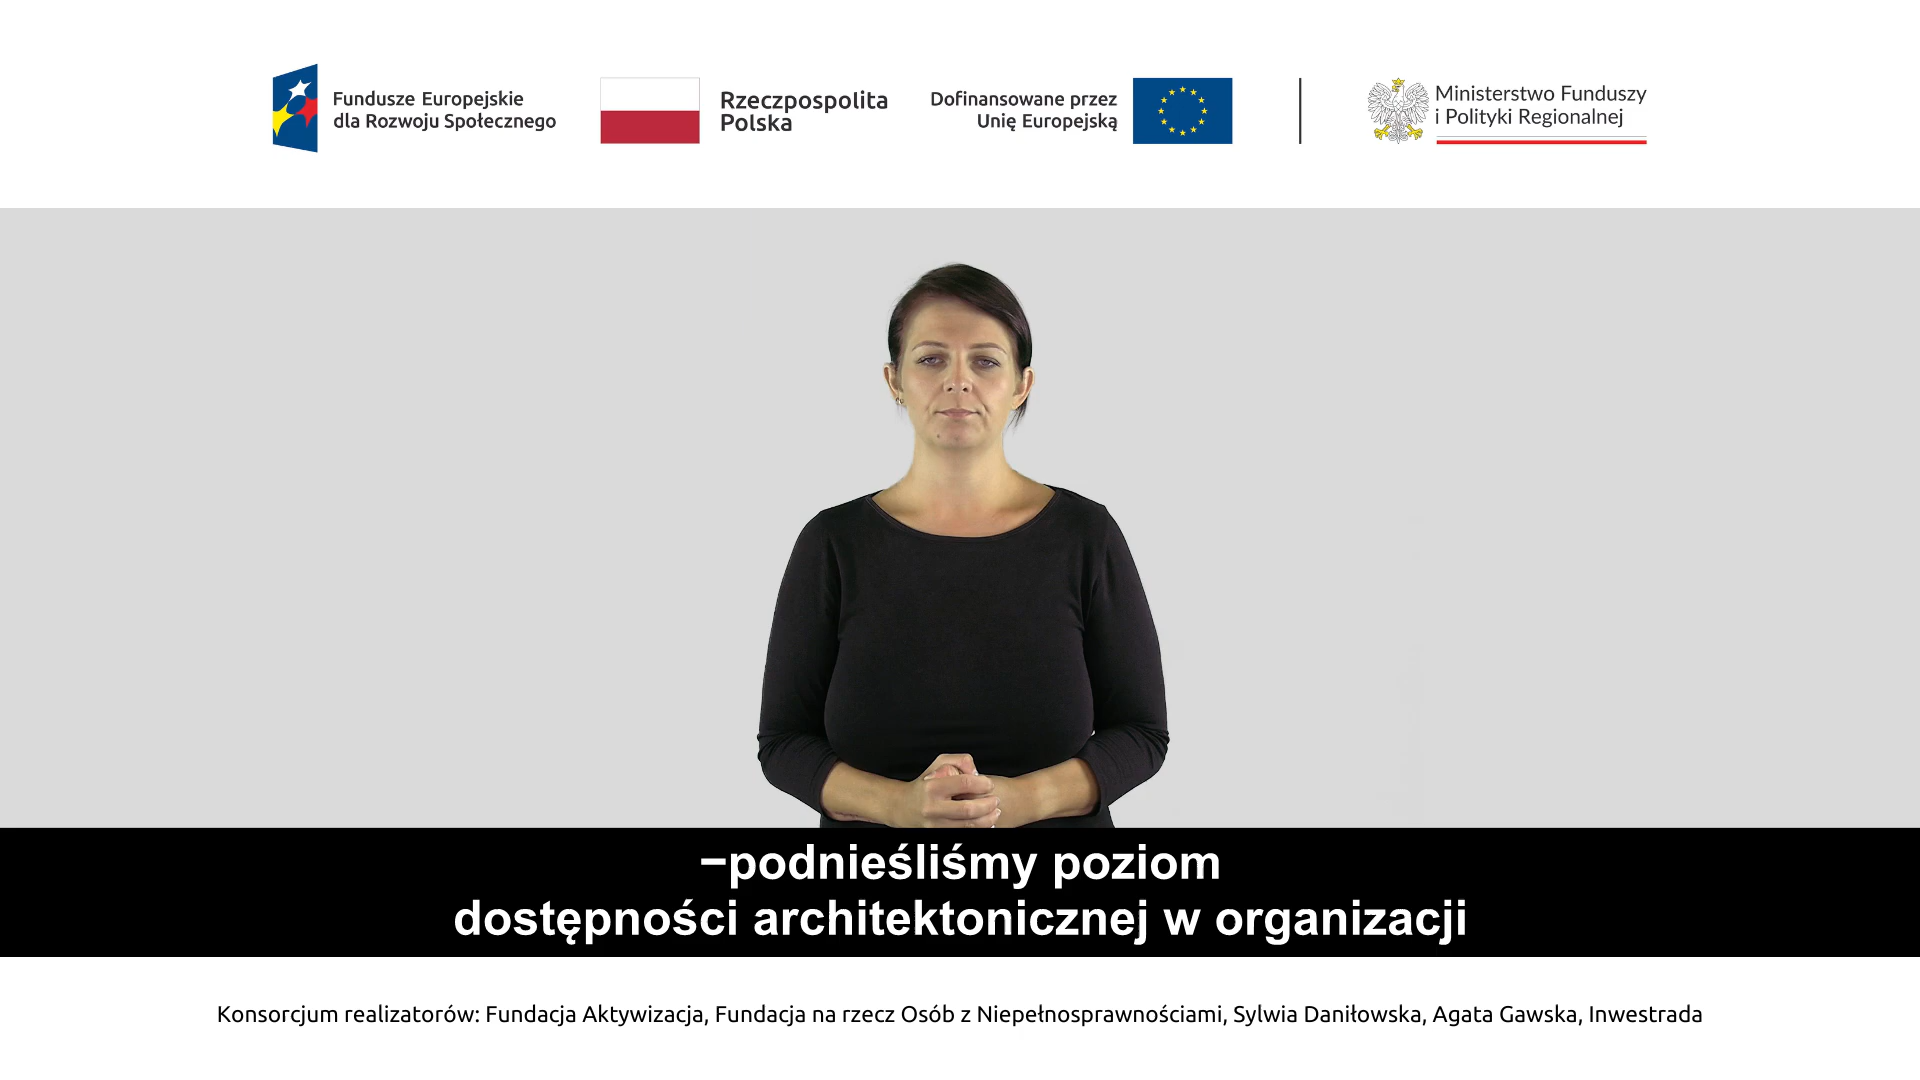 Fundusze Europejskie
dla Rozwoju Społecznego
Rzeczpospolita
Polska
Dofinansowane przez
Unię Europejską
Ministerstwo Funduszy
i Polityki Regionalnej
–podnieśliśmy poziom
dostępności architektonicznej w organizacji
Konsorcjum realizatorów: Fundacja Aktywizacja, Fundacja na rzecz Osób z Niepełnosprawnościami, Sylwia Daniłowska, Agata Gawska, Inwestrada